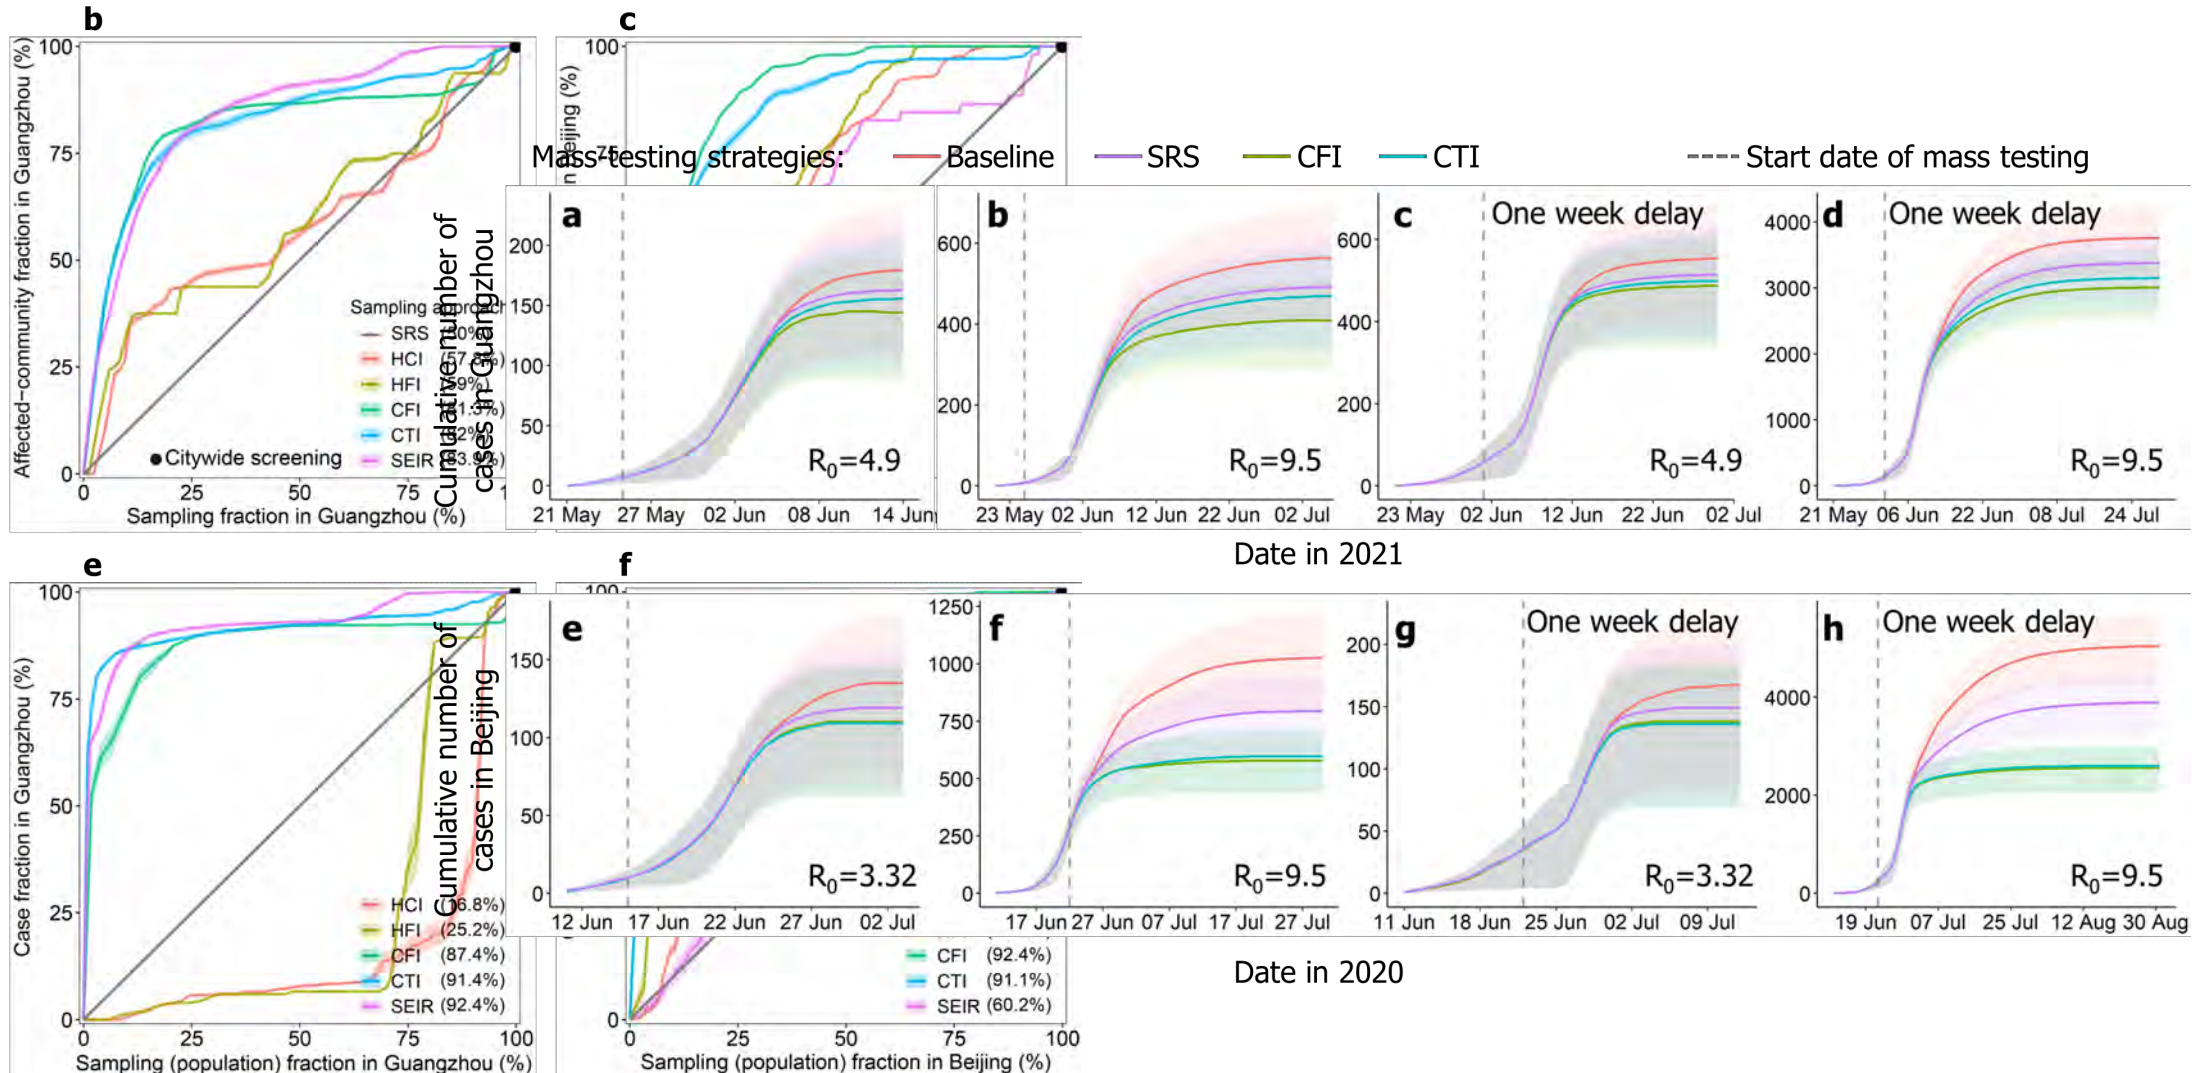 b
c
Affected-community fraction in Guangzhou (%)
100
75
50
25
0
0
25
50
75
Sampling fraction in Guangzhou (%)
Sampling approach
SRS
HCI
HFI
CFI
CTI
SEIR
Citywide screening
100
Beijing (%)
Mass-testing strategies:
Baseline
SRS
CFI
CTI
Start date of mass testing
Cumulative number of
cases in Guangzhou
a
200
150
100
50
0
21 May
27 May
02 Jun
08 Jun
14 Jun
R0=4.9
b
600
400
200
0
23 May
02 Jun
12 Jun
22 Jun
02 Jul
R0=9.5
c
One week delay
600
400
200
0
23 May
02 Jun
12 Jun
22 Jun
02 Jul
R0=4.9
d
One week delay
4000
3000
2000
1000
0
21 May
06 Jun
22 Jun
08 Jul
24 Jul
R0=9.5
Date in 2021
e
f
Case fraction in Guangzhou (%)
100
75
50
25
0
0
25
50
75
100
Sampling (population) fraction in Guangzhou (%)
HCI
HFI (25.2%)
CFI (87.4%)
CTI (91.4%)
SEIR (92.4%)
Cumulative number of
cases in Beijing
e
150
100
50
0
12 Jun
17 Jun
22 Jun
27 Jun
02 Jul
R0=3.32
f
1250
1000
750
500
250
0
17 Jun
27 Jun
07 Jul
17 Jul
27 Jul
R0=9.5
g
One week delay
200
150
100
50
0
11 Jun
18 Jun
25 Jun
02 Jul
09 Jul
R0=3.32
h
One week delay
4000
2000
0
19 Jun
07 Jul
25 Jul
12 Aug
30 Aug
R0=9.5
Date in 2020
CFI (92.4%)
CTI (91.1%)
SEIR (60.2%)
0
0
25
50
75
100
Sampling (population) fraction in Beijing (%)